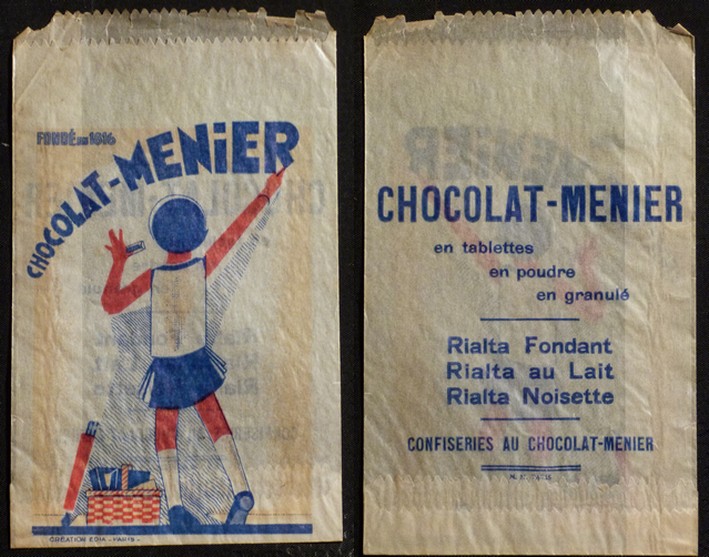 FONDÉ EN 1816
CHOCOLAT-MENiER
CRÉATION EDIA - PARIS -
CHOCOLAT-MENIER
en tablettes
en poudre
en granulé
Rialta Fondant
Rialta au Lait
Rialta Noisette
CONFISERIES AU CHOCOLAT-MENIER